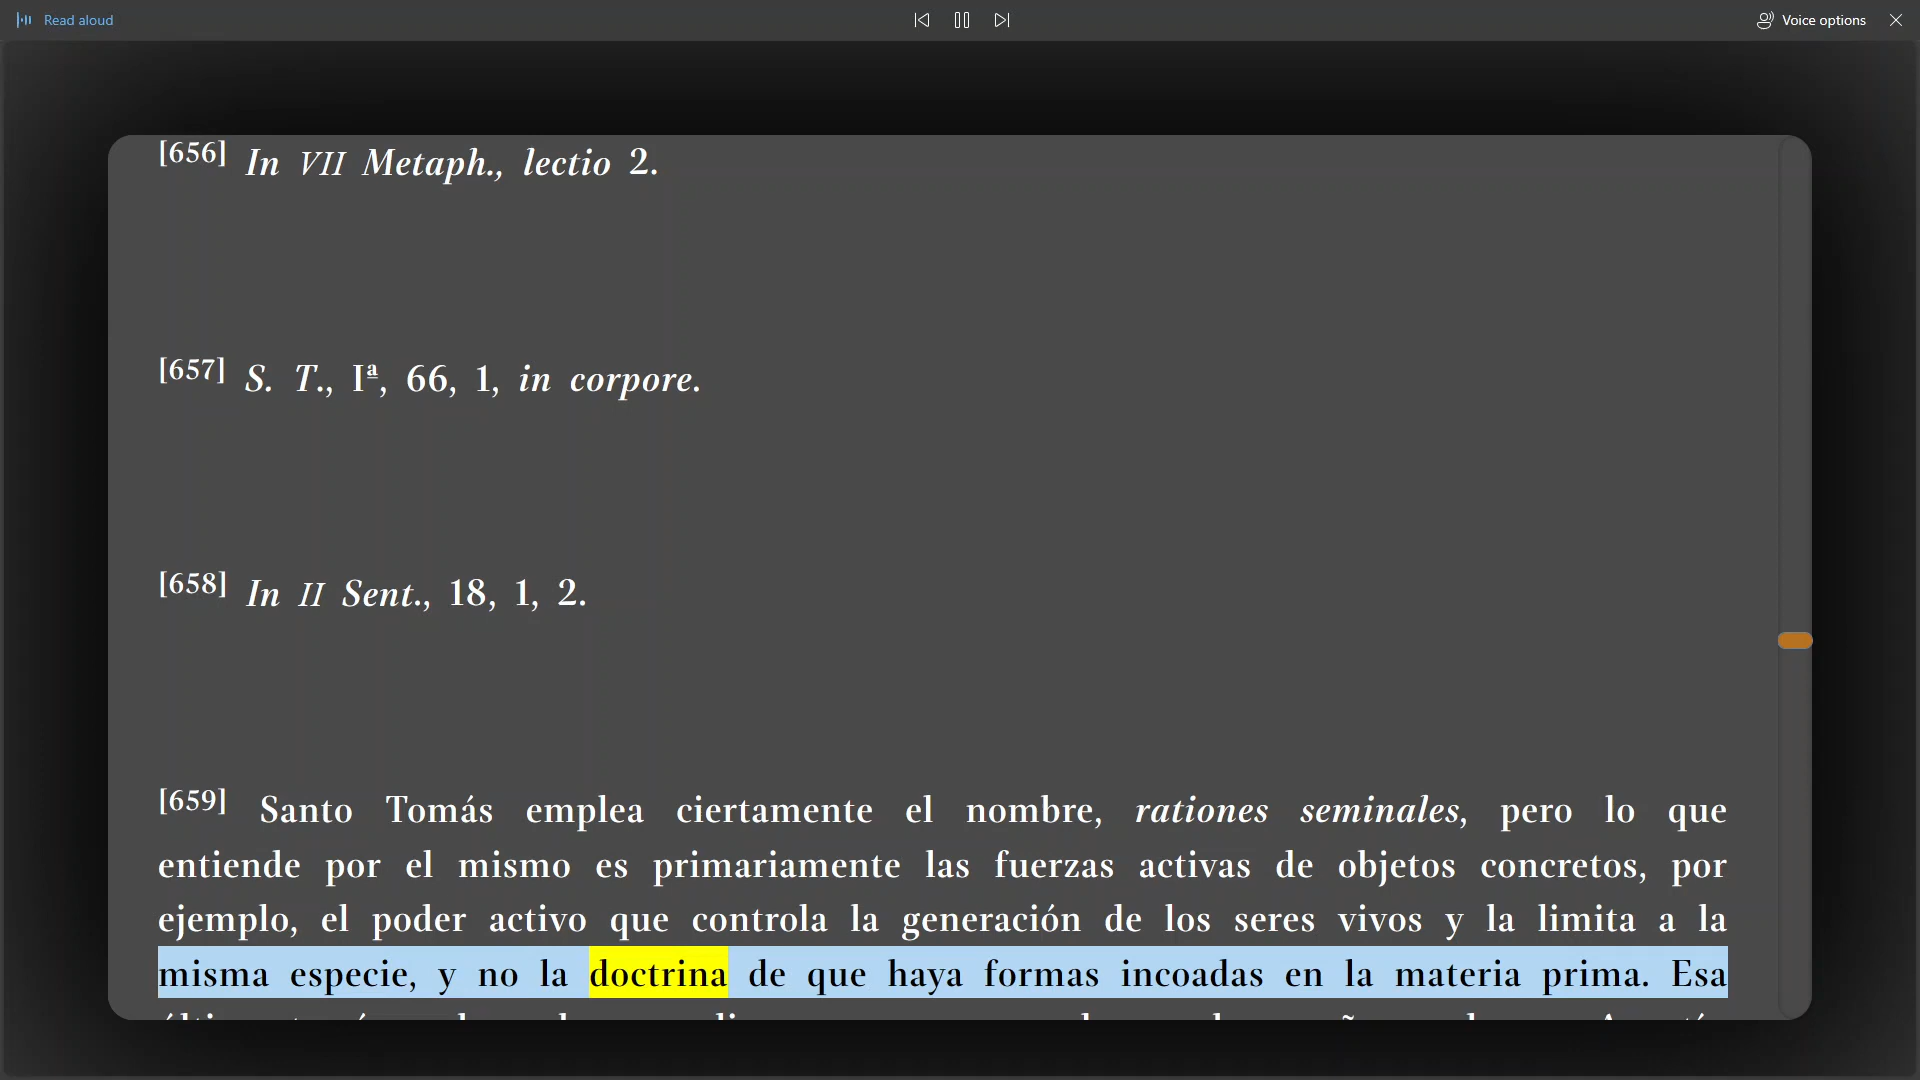 Read aloud
Voice options
[656] In VII Metaph., lectio 2.
[657] S. T., Iª, 66, 1, in corpore.
[658] In II Sent., 18, 1, 2.
[659] Santo Tomás emplea ciertamente el nombre, rationes seminales, pero lo que
entiende por el mismo es primariamente las fuerzas activas de objetos concretos, por
ejemplo, el poder activo que controla la generación de los seres vivos y la limita a la
misma especie, y no la doctrina de que haya formas incoadas en la materia prima. Esa